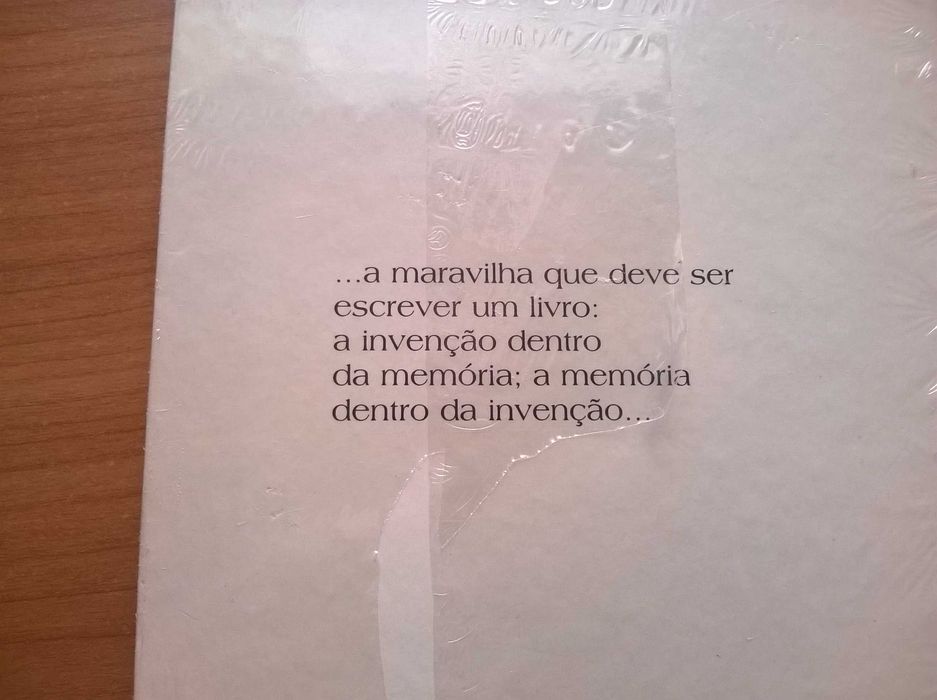 ...a maravilha que deve ser
escrever um livro:
a invenção dentro
da memória; a memória
dentro da invenção...